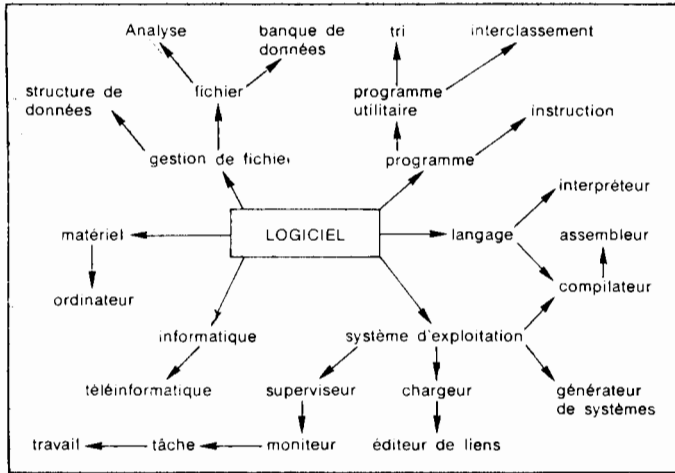 Analyse
banque de
données
tri
interclassement
structure de
données
fichier
programme
utilitaire
instruction
gestion de fichier
programme
interpréteur
matériel
LOGICIEL
langage
assembleur
ordinateur
compilateur
informatique
système d'exploitation
téléinformatique
superviseur
chargeur
générateur
de systèmes
travail
tâche
moniteur
éditeur de liens